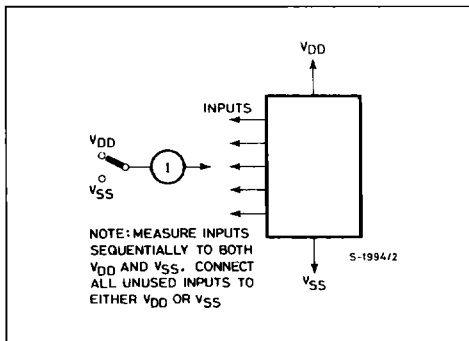 VDD
INPUTS
VDD
1
VSS
NOTE: MEASURE INPUTS
SEQUENTIALLY TO BOTH
VDD AND VSS. CONNECT
ALL UNUSED INPUTS TO
EITHER VDD OR VSS
S-1994/2
VSS